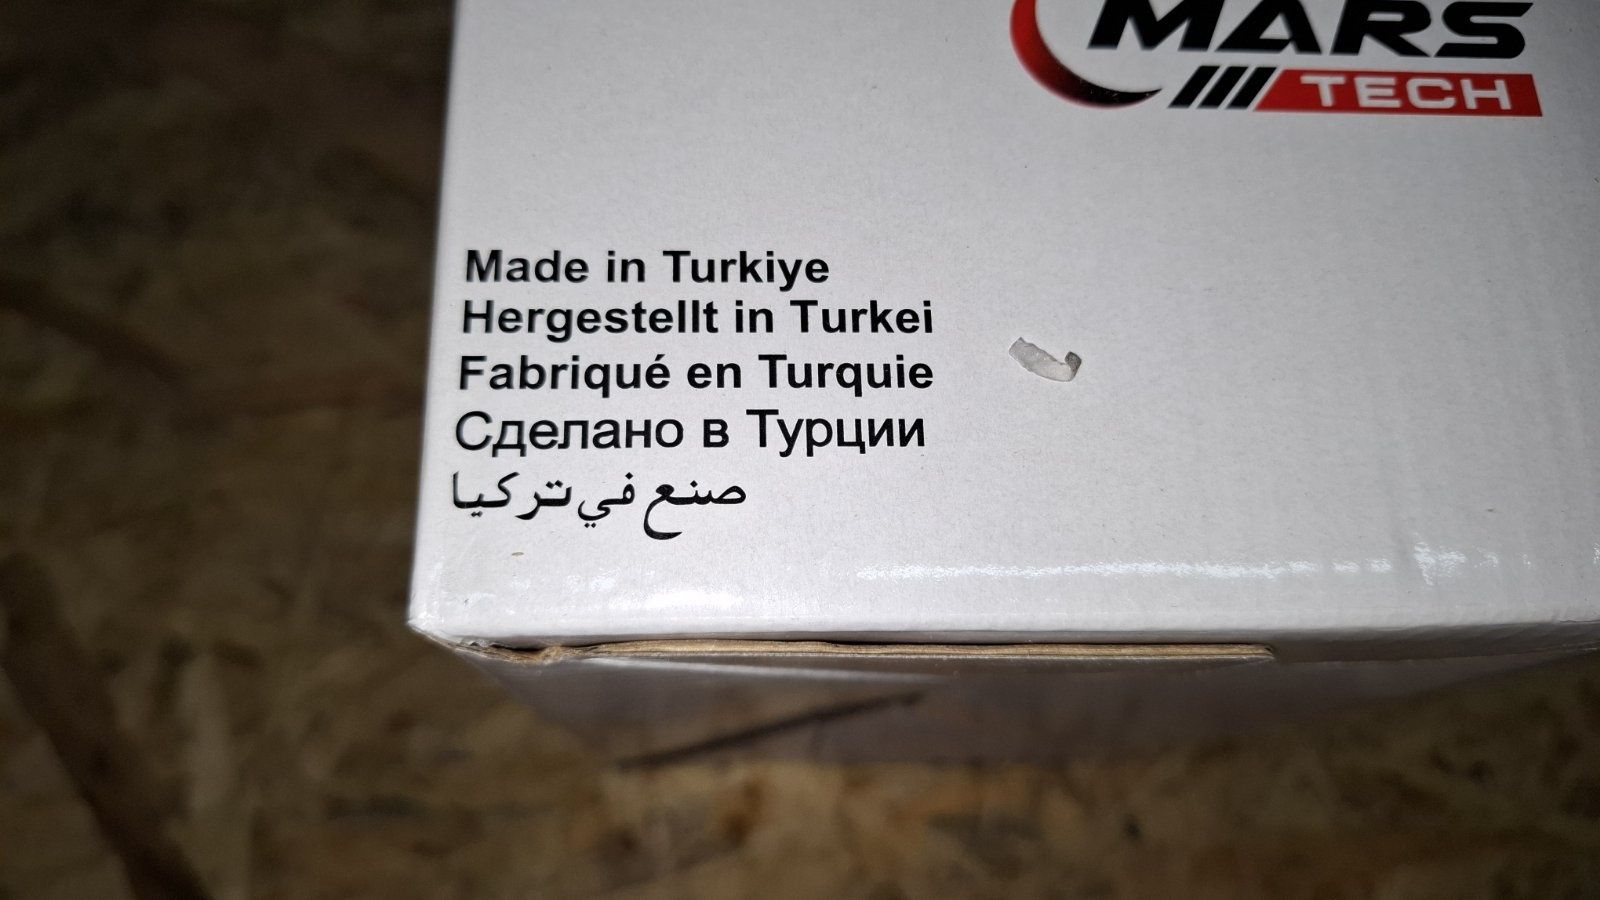 MARS
TECH
Made in Turkiye
Hergestellt in Turkei
Fabriqué en Turquie
Сделано в Турции
صنع في تركيا